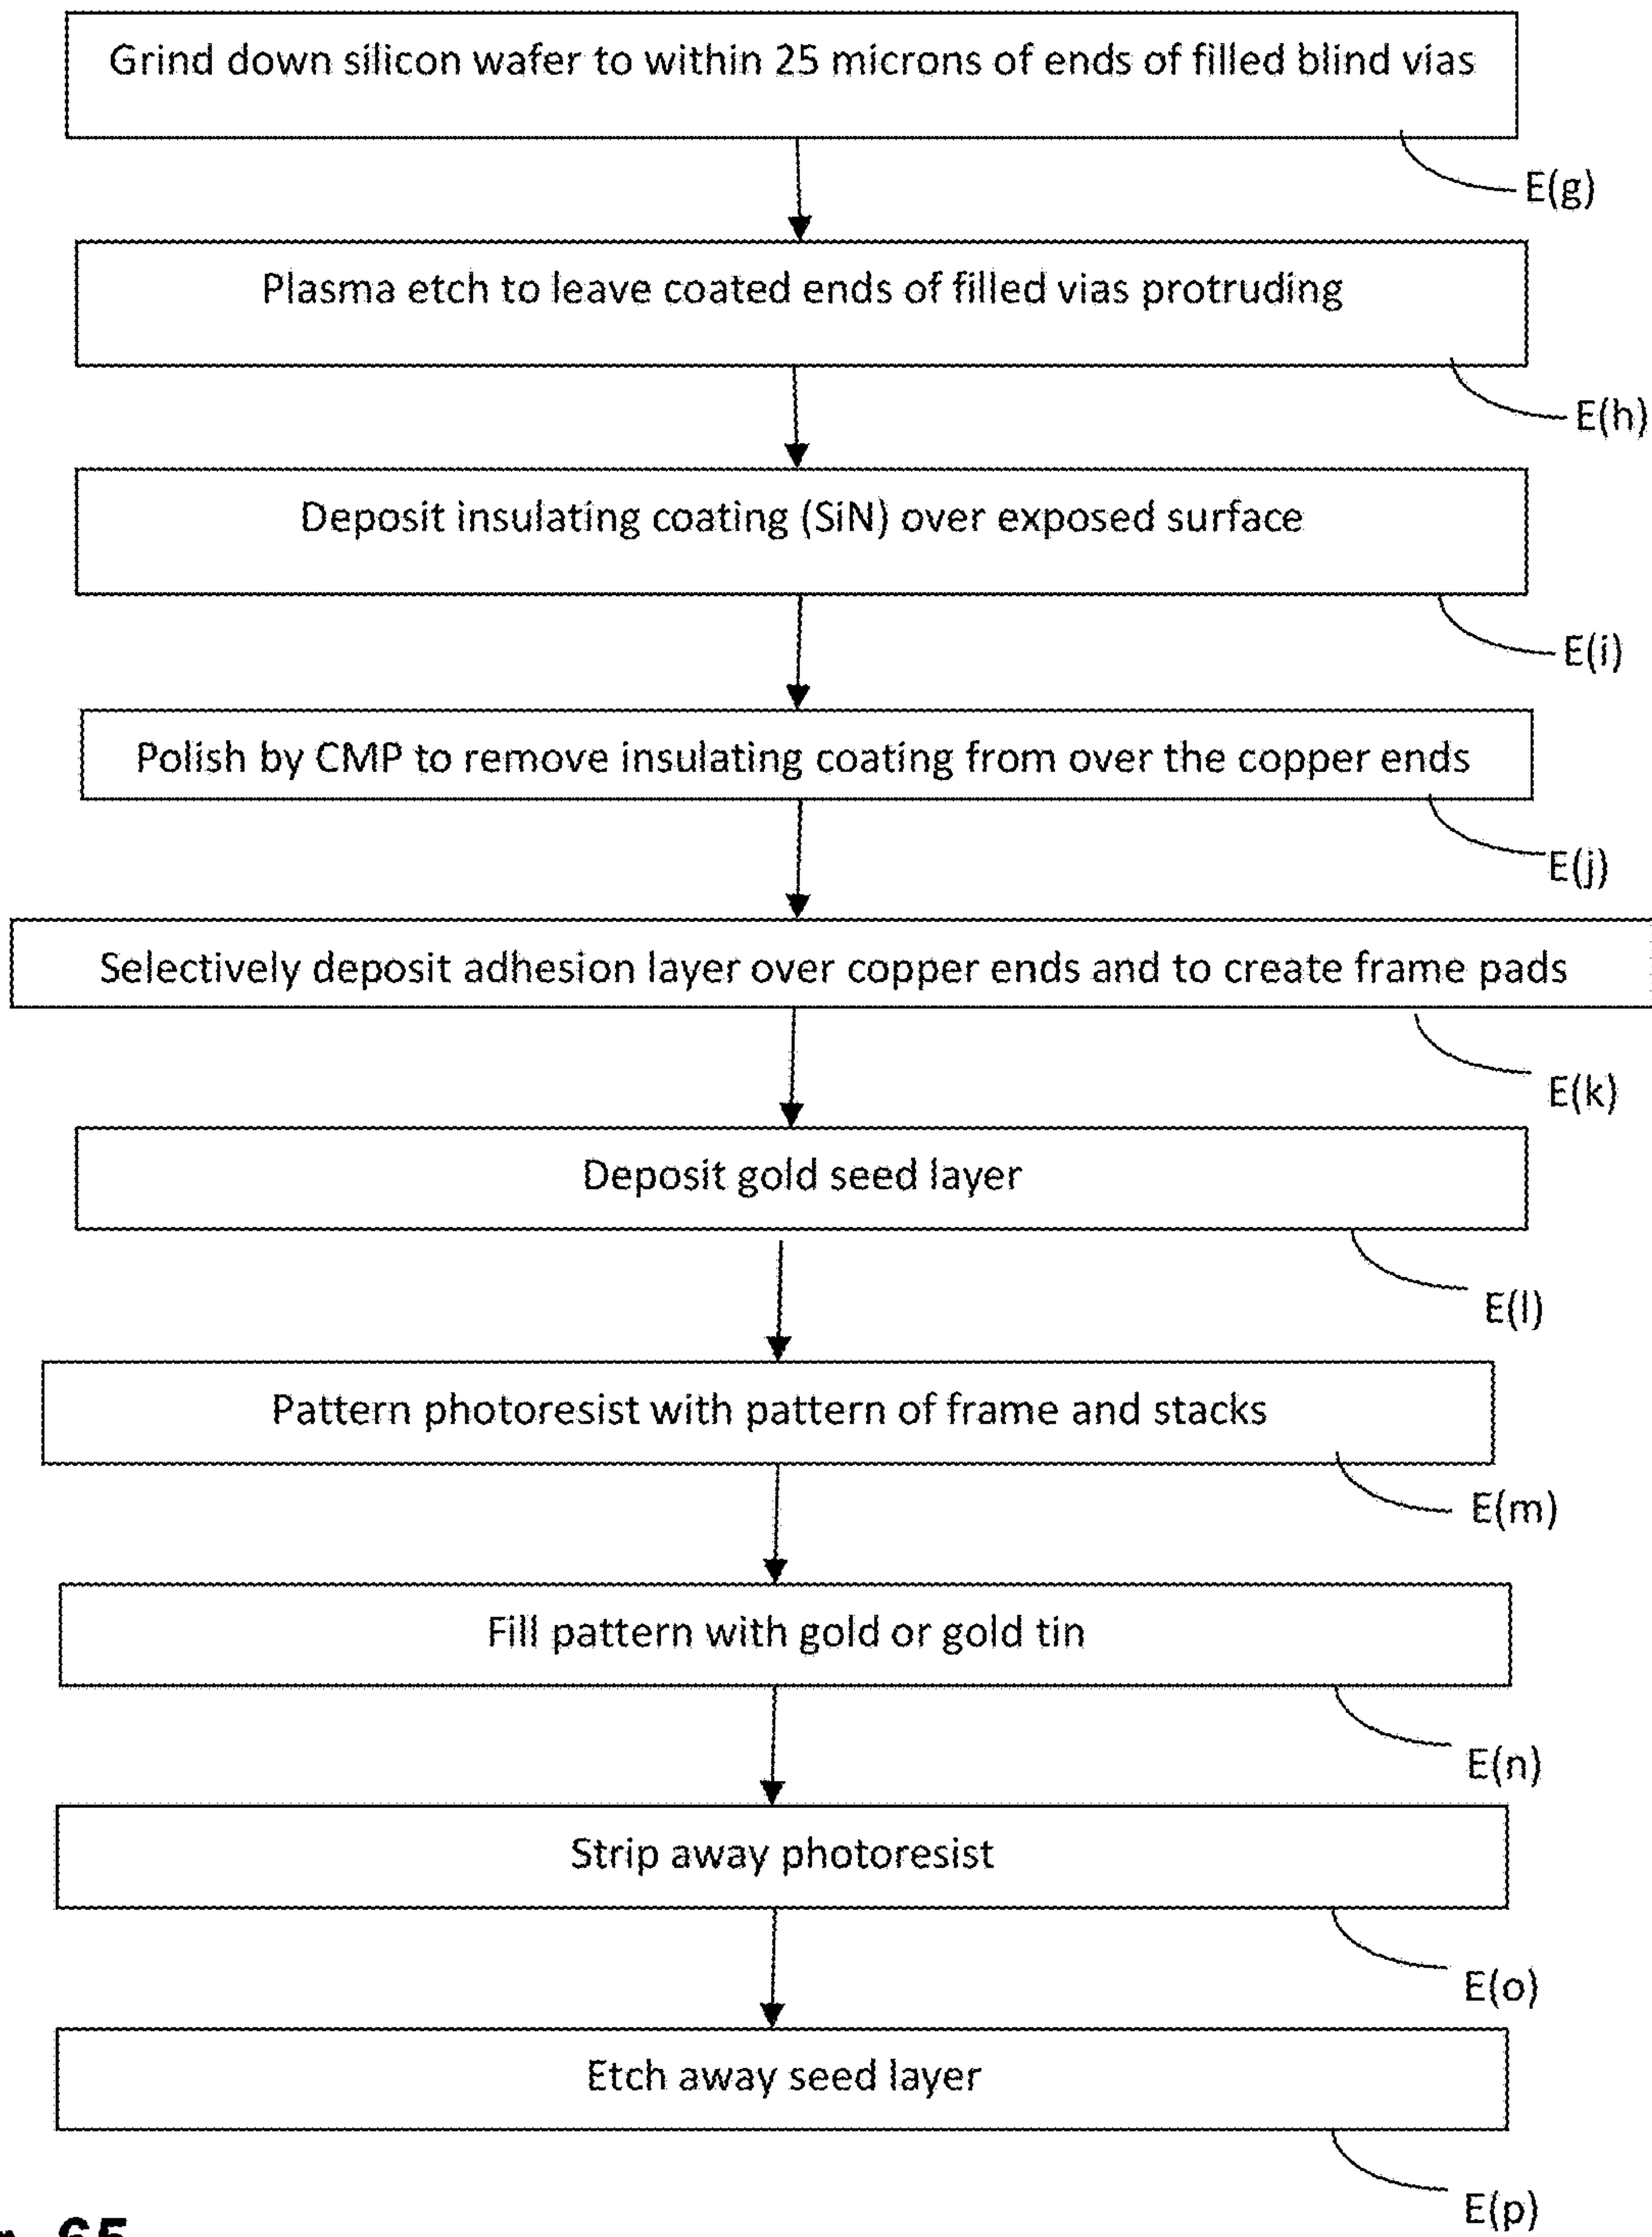 Grind down silicon wafer to within 25 microns of ends of filled blind vias
E(g)
Plasma etch to leave coated ends of filled vias protruding
E(h)
Deposit insulating coating (SiN) over exposed surface
E(i)
Polish by CMP to remove insulating coating from over the copper ends
E(j)
Selectively deposit adhesion layer over copper ends and to create frame pads
E(k)
Deposit gold seed layer
E(l)
Pattern photoresist with pattern of frame and stacks
E(m)
Fill pattern with gold or gold tin
E(n)
Strip away photoresist
E(o)
Etch away seed layer
E(p)
65